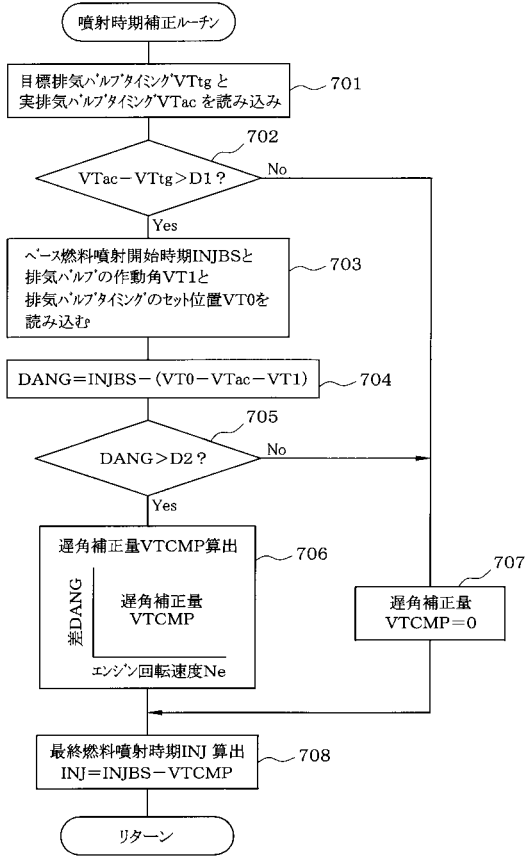 噴射時期補正ルーチン
目標排気バルブタイミングVTtgと
実排気バルブタイミングVTacを読み込み
701
702
VTac－VTtg＞D1？
No
Yes
ベース燃料噴射開始時期INJBSと
排気バルブの作動角VT1と
排気バルブタイミングのセット位置VT0を
読み込む
703
DANG＝INJBS－(VT0－VTac－VT1)
704
705
DANG＞D2？
No
Yes
遅角補正量VTCMP算出
706
差DANG
遅角補正量
VTCMP
エンジン回転速度Ne
707
遅角補正量
VTCMP＝0
最終燃料噴射時期INJ 算出
INJ＝INJBS－VTCMP
708
リターン